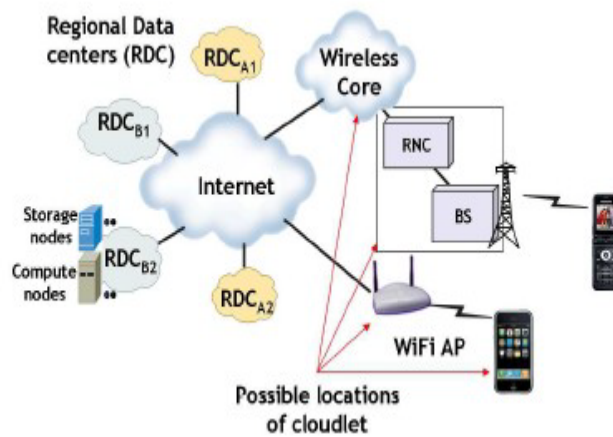 Regional Data
centers (RDC)
RDCA1
Wireless
Core
RDCB1
RNC
Internet
BS
Storage
nodes
RDCB2
Compute
nodes
RDCA2
WiFi AP
Possible locations
of cloudlet